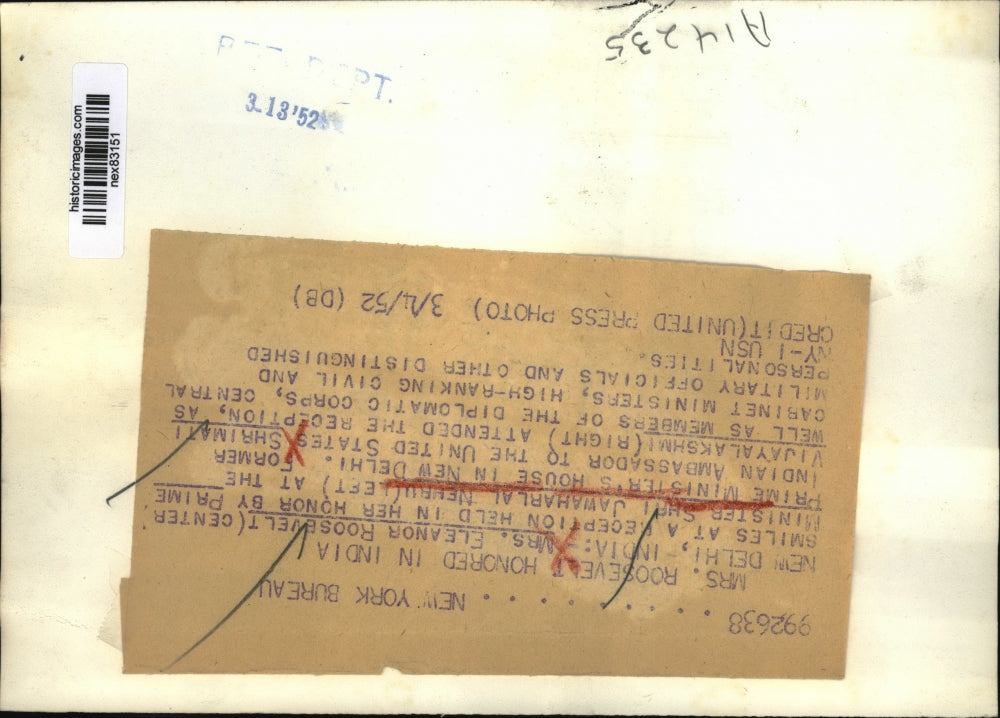 A14235
DEPT.
3-13'52
historicimages.com
nex83151
992638 . . . . . . . . . . NEW YORK BUREAU
MRS. ROOSEVELT HONORED IN INDIA
NEW DELHI, INDIA: MRS. ELEANOR ROOSEVELT (CENTER
SMILES AT A RECEPTION HELD IN HER HONOR BY PRIME
MINISTER SHRI JAWAHARLAL NEHRU (LEFT) AT THE
PRIME MINISTER'S HOUSE IN NEW DELHI. FORMER
INDIAN AMBASSADOR TO THE UNITED STATES SHRIMATI
VIJAYALAKSHMI (RIGHT) ATTENDED THE RECEPTION, AS
WELL AS MEMBERS OF THE DIPLOMATIC CORPS, CENTRAL
CABINET MINISTERS, HIGH-RANKING CIVIL AND
MILITARY OFFICIALS AND OTHER DISTINGUISHED
PERSONALITIES.
NY-1 USN
CREDIT (UNITED PRESS PHOTO) 3/4/52 (DB)